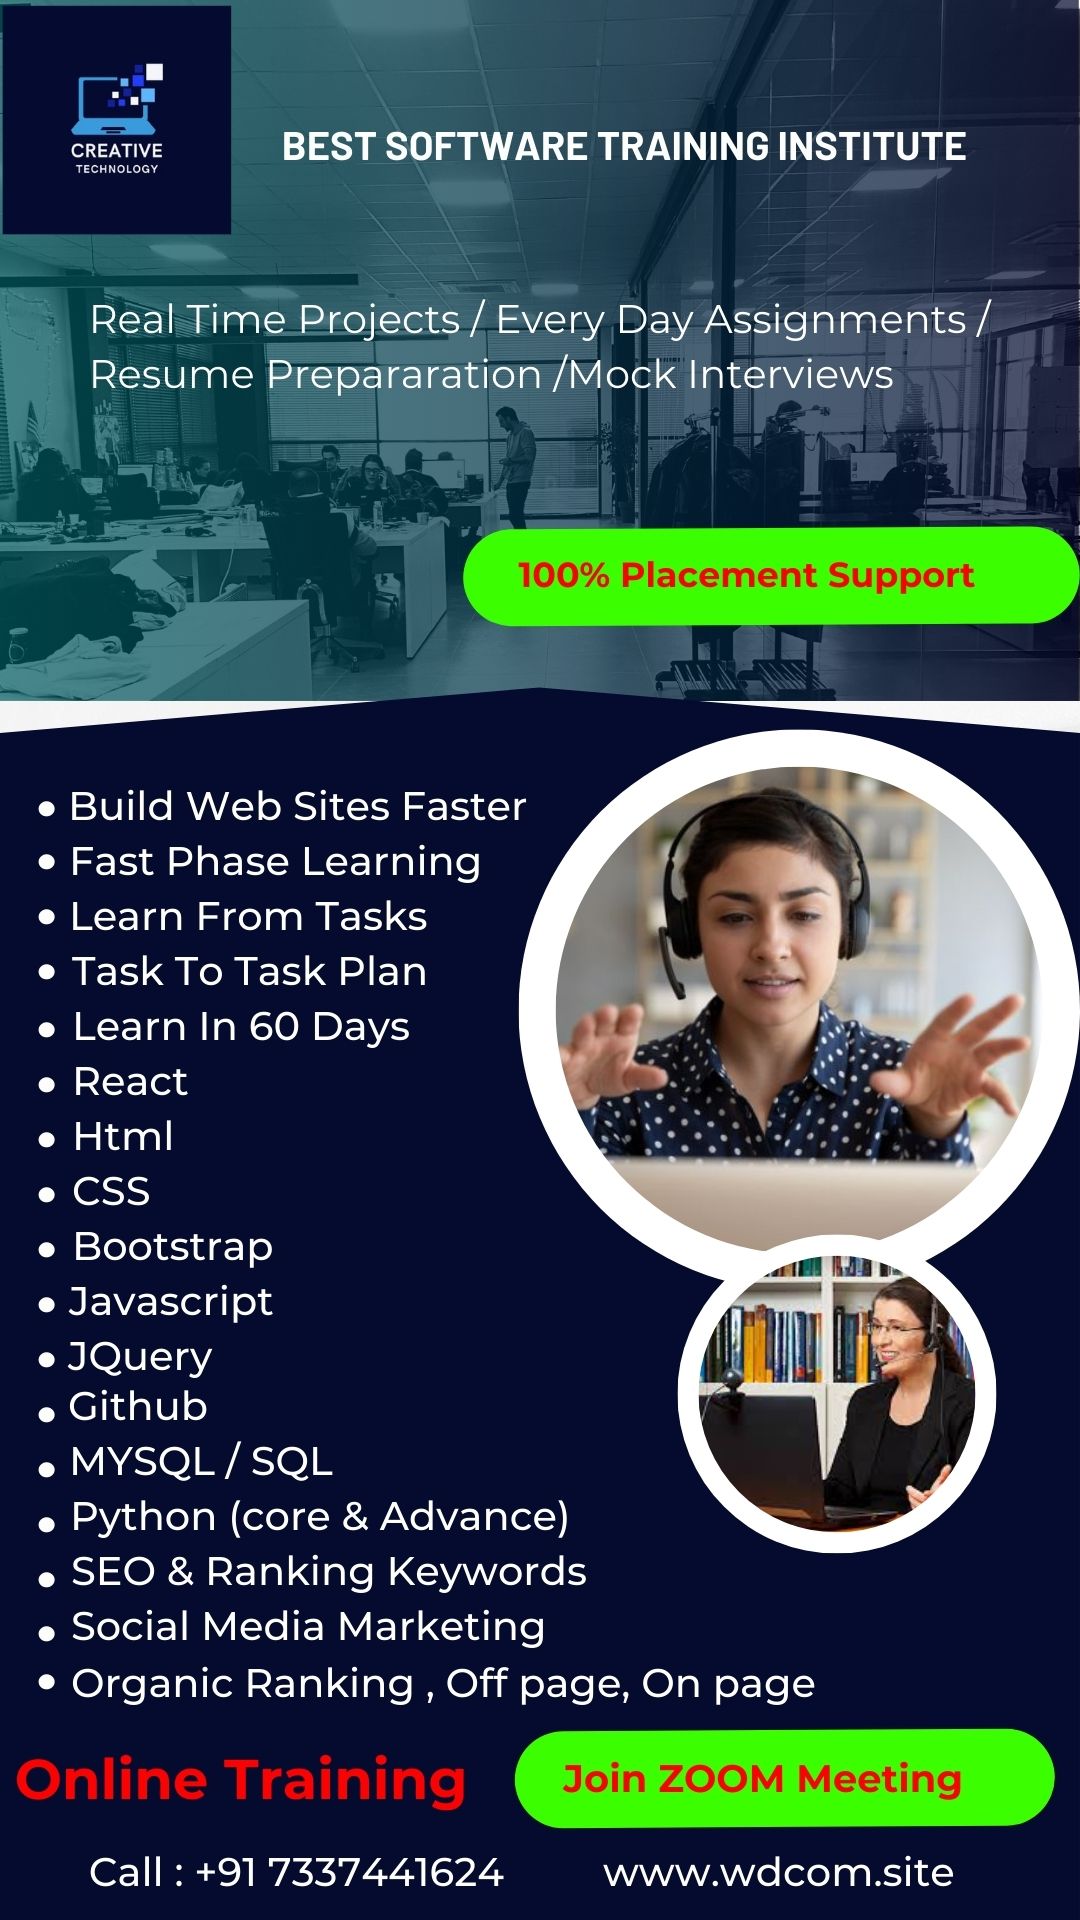 CREATIVE
TECHNOLOGY
BEST SOFTWARE TRAINING INSTITUTE
Real Time Projects / Every Day Assignments /
Resume Prepararation /Mock Interviews
100% Placement Support
• Build Web Sites Faster
• Fast Phase Learning
• Learn From Tasks
• Task To Task Plan
• Learn In 60 Days
• React
• Html
• CSS
• Bootstrap
• Javascript
• JQuery
• Github
• MYSQL / SQL
• Python (core & Advance)
• SEO & Ranking Keywords
• Social Media Marketing
• Organic Ranking , Off page, On page
Online Training
Join ZOOM Meeting
Call : +91 7337441624
www.wdcom.site